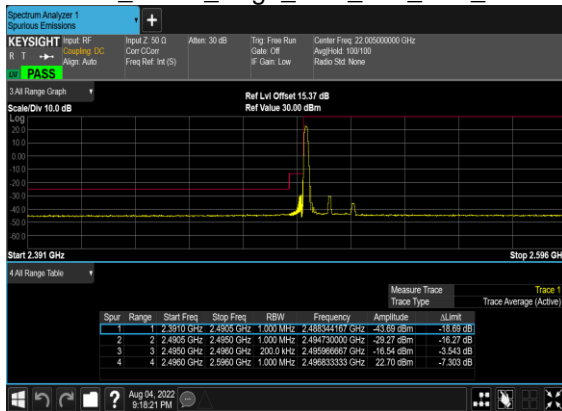 Spectrum Analyzer 1
Spurious Emissions
+
KEYSIGHT Input: RF Input Z: 50 Ω Atten: 30 dB Trig: Free Run Center Freq: 22.005000000 GHz
R T Coupling: DC Corr CCorr Gate: Off Avg|Hold: 100/100
Align: Auto Freq Ref: Int (S) IF Gain: Low Radio Std: None
PASS
3 All Range Graph
Ref Lvl Offset 15.37 dB
Scale/Div 10.0 dB Ref Value 30.00 dBm
Log
20.0
10.0
0.00
-10.0
-20.0
-30.0
-40.0
-50.0
-60.0
Start 2.391 GHz Stop 2.596 GH
4 All Range Table
Measure Trace Trace 1
Trace Type Trace Average (Active)
Spur Range Start Freq Stop Freq RBW Frequency Amplitude ΔLimit
1 1 2.3910 GHz 2.4905 GHz 1.000 MHz 2.488344167 GHz -43.69 dBm -18.69 dB
2 2 2.4905 GHz 2.4950 GHz 1.000 MHz 2.494730000 GHz -29.27 dBm -16.27 dB
3 3 2.4950 GHz 2.4960 GHz 200.0 kHz 2.495966667 GHz -16.54 dBm -3.543 dB
4 4 2.4960 GHz 2.5960 GHz 1.000 MHz 2.496833333 GHz 22.70 dBm -7.303 dB
?
Aug 04, 2022
9:18:21 PM